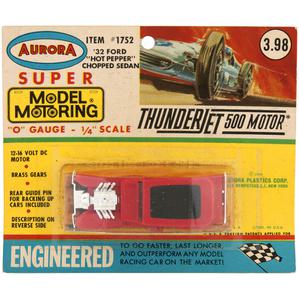 AURORA
ITEM #1752
'32 FORD
"HOT PEPPER"
CHOPPED SEDAN
3.98
SUPER
MODEL
MOTORING
"O" GAUGE - 1/4" SCALE
THUNDERJET 500 MOTOR
12-16 VOLT DC
MOTOR
BRASS GEARS
REAR GUIDE PIN
FOR BACKING UP
CARS INCLUDED
DESCRIPTION ON
REVERSE SIDE
AURORA PLASTICS CORP.
ENGINEERED
TO GO FASTER, LAST LONGER,
AND OUTPERFORM ANY MODEL
RACING CAR ON THE MARKET!